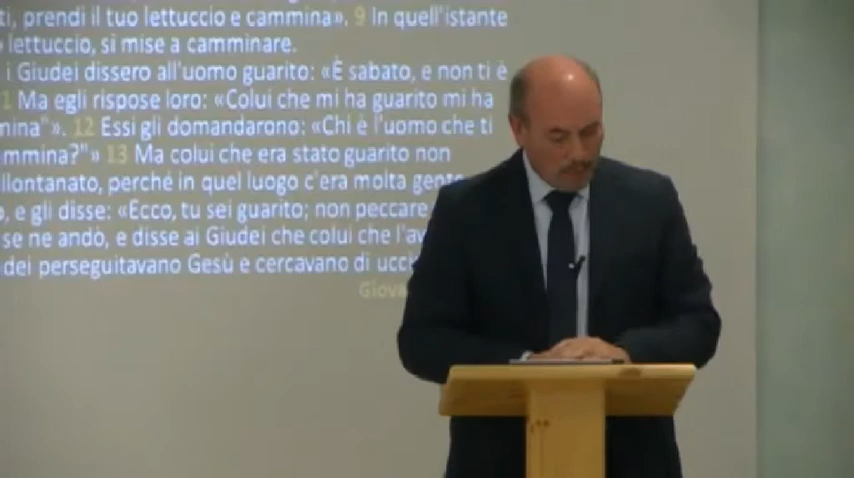 ti, prendi il tuo lettuccio e cammina». 9 In quell'istante
lettuccio, si mise a camminare.
i Giudei dissero all'uomo guarito: «È sabato, e non ti è
1 Ma egli rispose loro: «Colui che mi ha guarito mi ha
mina"». 12 Essi gli domandarono: «Chi è l'uomo che ti
ammina?"» 13 Ma colui che era stato guarito non
llontanato, perché in quel luogo c'era molta gente
o, e gli disse: «Ecco, tu sei guarito; non peccare
se ne andò, e disse ai Giudei che colui che l'av
dei perseguitavano Gesù e cercavano di ucci
Giova